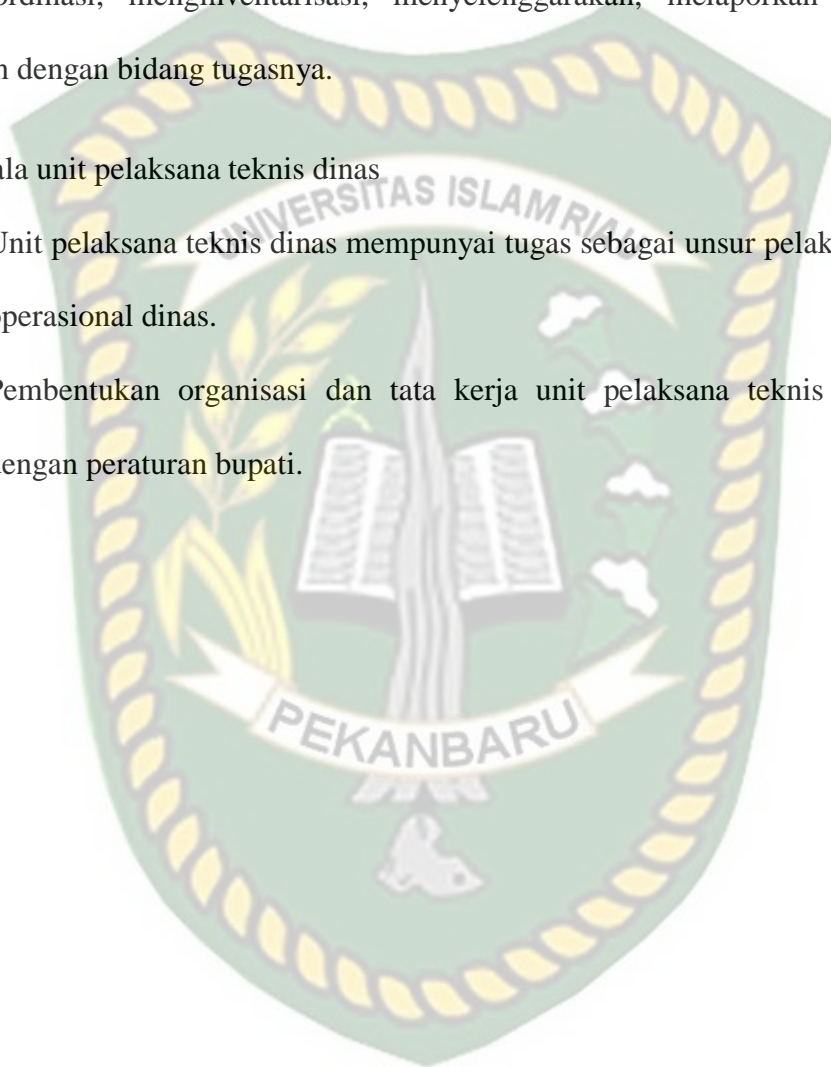 ordinasi, menginventarisasi, menyelenggarakan, melaporkan
n dengan bidang tugasnya.
ala unit pelaksana teknis dinas
UNIVERSITAS ISLAM RIAU
Unit pelaksana teknis dinas mempunyai tugas sebagai unsur pelak
operasional dinas.
Pembentukan organisasi dan tata kerja unit pelaksana teknis
dengan peraturan bupati.
PEKANBARU